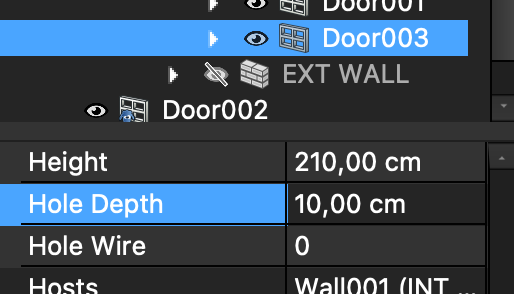 Door001
Door003
EXT WALL
Door002
Height 210,00 cm
Hole Depth 10,00 cm
Hole Wire 0
Hosts Wall001 (INT ...